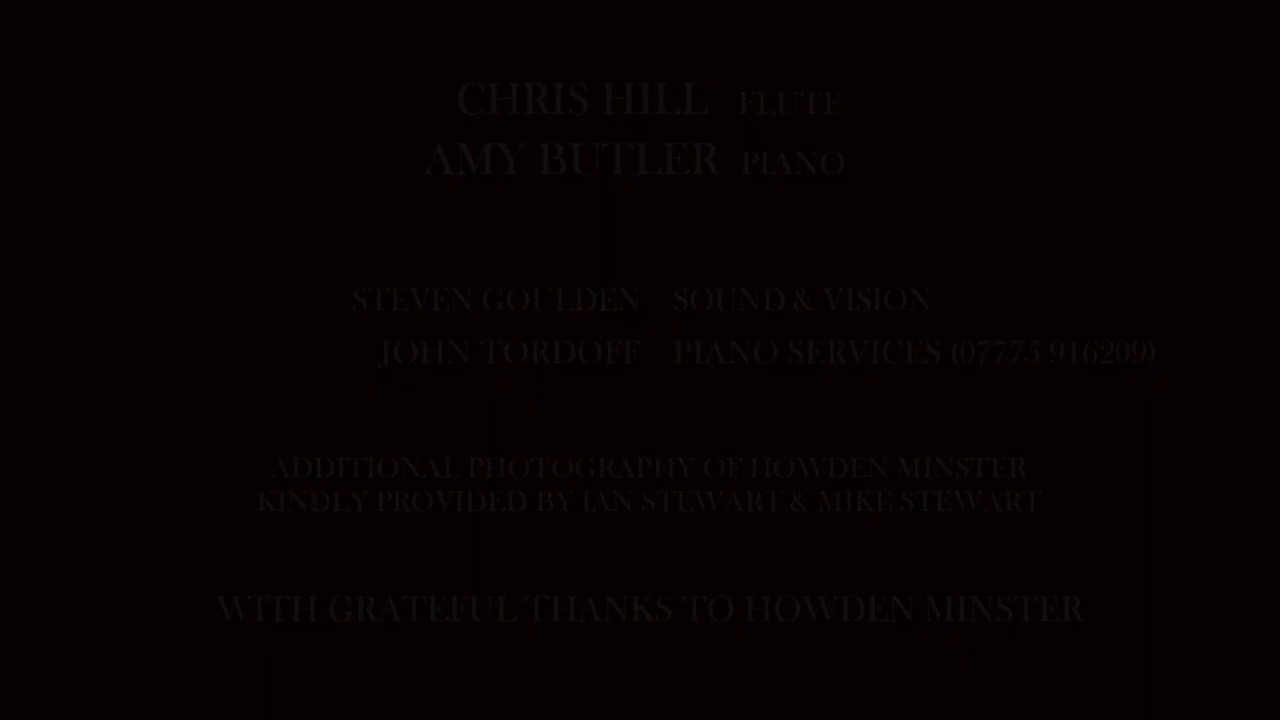 CHRIS HILL FLUTE
AMY BUTLER PIANO
STEVEN GOULDEN SOUND & VISION
JOHN TORDOFF PIANO SERVICES (07775 916209)
ADDITIONAL PHOTOGRAPHY OF HOWDEN MINSTER
KINDLY PROVIDED BY IAN STEWART & MIKE STEWART
WITH GRATEFUL THANKS TO HOWDEN MINSTER